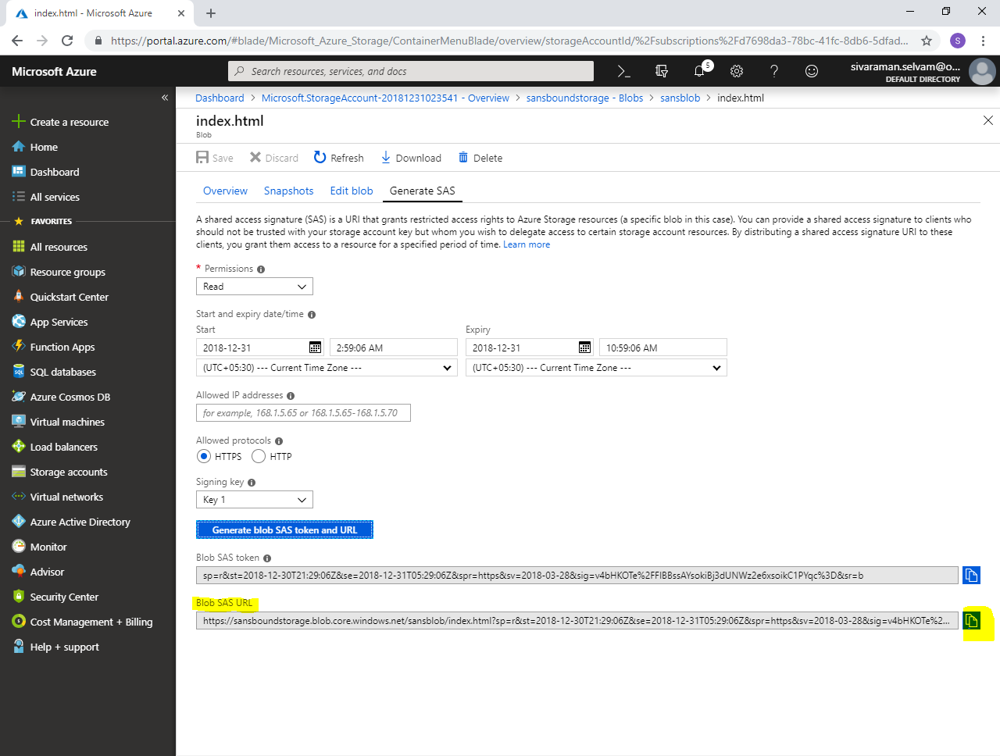 index.html - Microsoft Azure
https://portal.azure.com/#blade/Microsoft_Azure_Storage/ContainerMenuBlade/overview/storageAccountId/%2Fsubscriptions%2Fd7698da3-78bc-41fc-8db6-5dfad...
S
Microsoft Azure
Search resources, services, and docs
5
sivaraman.selvam@o...
DEFAULT DIRECTORY
Create a resource
Home
Dashboard
All services
FAVORITES
All resources
Resource groups
Quickstart Center
App Services
Function Apps
SQL databases
Azure Cosmos DB
Virtual machines
Load balancers
Storage accounts
Virtual networks
Azure Active Directory
Monitor
Advisor
Security Center
Cost Management + Billing
Help + support
Dashboard > Microsoft.StorageAccount-20181231023541 - Overview > sansboundstorage - Blobs > sansblob > index.html
index.html
Blob
Save Discard Refresh Download Delete
Overview Snapshots Edit blob Generate SAS
A shared access signature (SAS) is a URI that grants restricted access rights to Azure Storage resources (a specific blob in this case). You can provide a shared access signature to clients who
should not be trusted with your storage account key but whom you wish to delegate access to certain storage account resources. By distributing a shared access signature URI to these
clients, you grant them access to a resource for a specified period of time. Learn more
* Permissions
Read
Start and expiry date/time
Start Expiry
2018-12-31 2:59:06 AM 2018-12-31 10:59:06 AM
(UTC+05:30) --- Current Time Zone --- (UTC+05:30) --- Current Time Zone ---
Allowed IP addresses
for example, 168.1.5.65 or 168.1.5.65-168.1.5.70
Allowed protocols
HTTPS HTTP
Signing key
Key 1
Generate blob SAS token and URL
Blob SAS token
sp=r&st=2018-12-30T21:29:06Z&se=2018-12-31T05:29:06Z&spr=https&sv=2018-03-28&sig=v4bHKOTe%2FFIBBssAYsokiBj3dUNWz2e6xsoikC1PYqc%3D&sr=b
Blob SAS URL
https://sansboundstorage.blob.core.windows.net/sansblob/index.html?sp=r&st=2018-12-30T21:29:06Z&se=2018-12-31T05:29:06Z&spr=https&sv=2018-03-28&sig=v4bHKOTe%2...